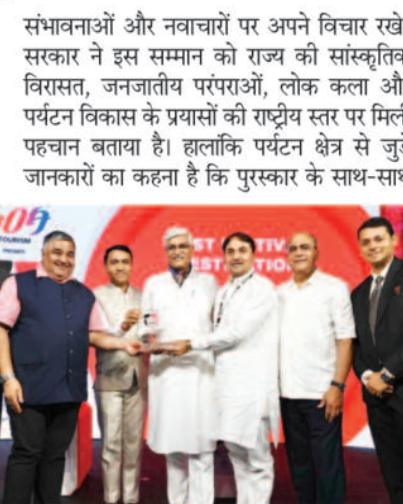 संभावनाओं और नवाचारों पर अपने विचार रखे
सरकार ने इस सम्मान को राज्य की सांस्कृतिक
विरासत, जनजातीय परंपराओं, लोक कला औ
पर्यटन विकास के प्रयासों की राष्ट्रीय स्तर पर मिली
पहचान बताया है। हालांकि पर्यटन क्षेत्र से जुड़े
जानकारों का कहना है कि पुरस्कार के साथ-साथ
TOURISM